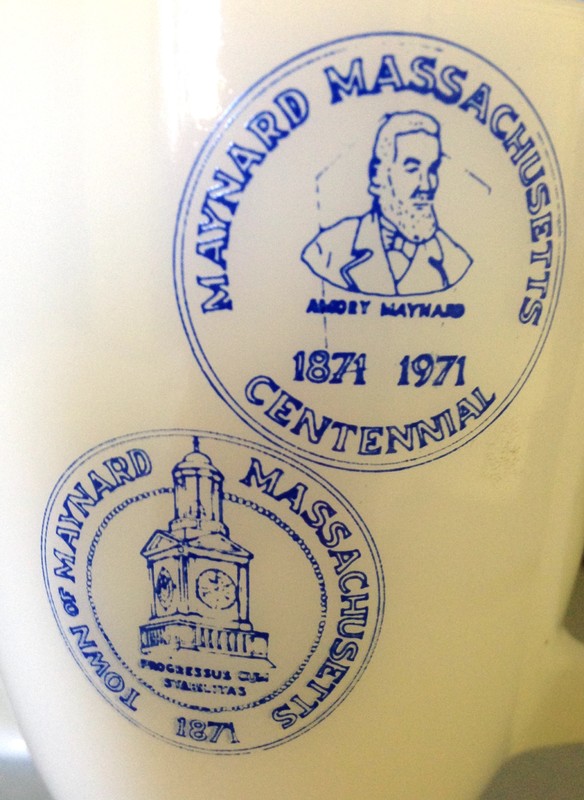 MAYNARD MASSACHUSETTS
AMORY MAYNARD
1871 1971
CENTENNIAL
TOWN OF MAYNARD MASSACHUSETTS
PROGRESSUS CUM
STABILITAS
1871